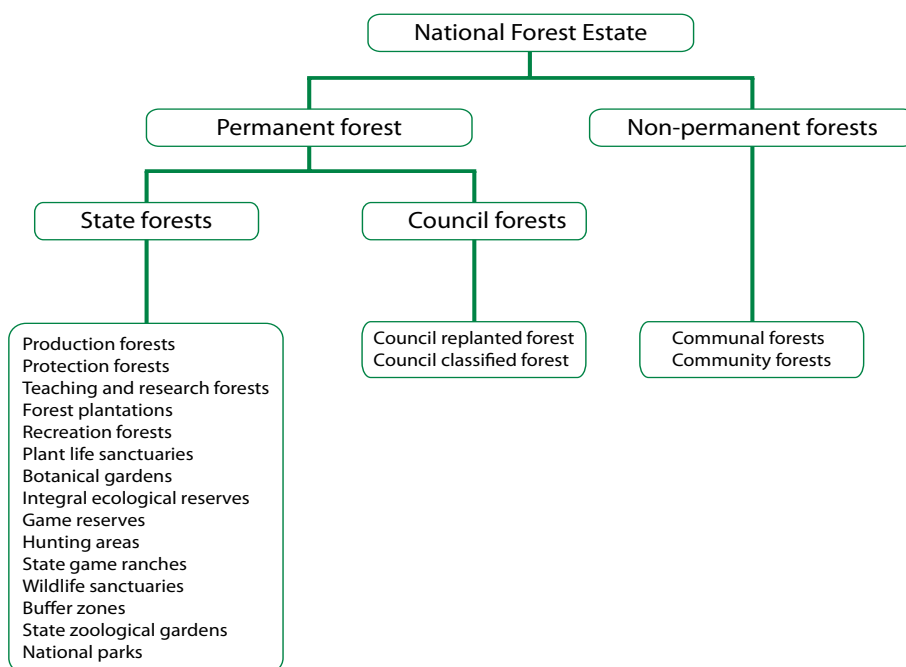 National Forest Estate
Permanent forest
Non-permanent forests
State forests
Council forests
Production forests
Protection forests
Teaching and research forests
Forest plantations
Recreation forests
Plant life sanctuaries
Botanical gardens
Integral ecological reserves
Game reserves
Hunting areas
State game ranches
Wildlife sanctuaries
Buffer zones
State zoological gardens
National parks
Council replanted forest
Council classified forest
Communal forests
Community forests